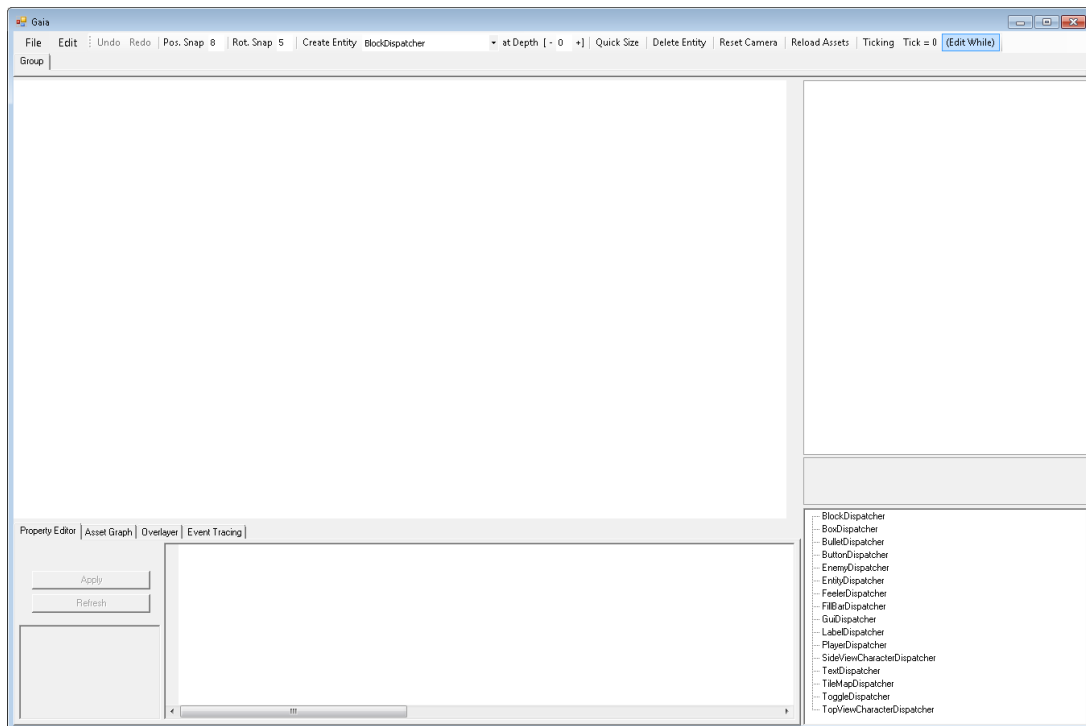 Gaia
File Edit Undo Redo Pos. Snap 8 Rot. Snap 5 Create Entity BlockDispatcher at Depth [ - 0 +] Quick Size Delete Entity Reset Camera Reload Assets Ticking Tick = 0 (Edit While)
Group
Property Editor Asset Graph Overlayer Event Tracing
Apply
Refresh
BlockDispatcher
BoxDispatcher
BulletDispatcher
ButtonDispatcher
EnemyDispatcher
EntityDispatcher
FeelerDispatcher
FillBarDispatcher
GuiDispatcher
LabelDispatcher
PlayerDispatcher
SideViewCharacterDispatcher
TextDispatcher
TileMapDispatcher
ToggleDispatcher
TopViewCharacterDispatcher